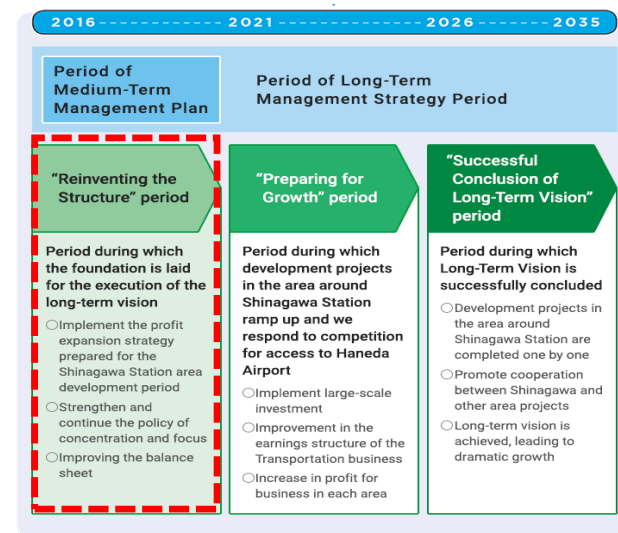 2016 2021 2026 2035
Period of
Medium-Term
Management Plan
Period of Long-Term
Management Strategy Period
“Reinventing the
Structure” period
Period during which
the foundation is laid
for the execution of the
long-term vision
○Implement the profit
expansion strategy
prepared for the
Shinagawa Station area
development period
○Strengthen and
continue the policy of
concentration and focus
○Improving the balance
sheet
“Preparing for
Growth” period
Period during which
development projects
in the area around
Shinagawa Station
ramp up and we
respond to competition
for access to Haneda
Airport
○Implement large-scale
investment
○Improvement in the
earnings structure of the
Transportation business
○Increase in profit for
business in each area
“Successful
Conclusion of
Long-Term Vision”
period
Period during which
Long-Term Vision is
successfully concluded
○Development projects in
the area around
Shinagawa Station are
completed one by one
○Promote cooperation
between Shinagawa and
other area projects
○Long-term vision is
achieved, leading to
dramatic growth